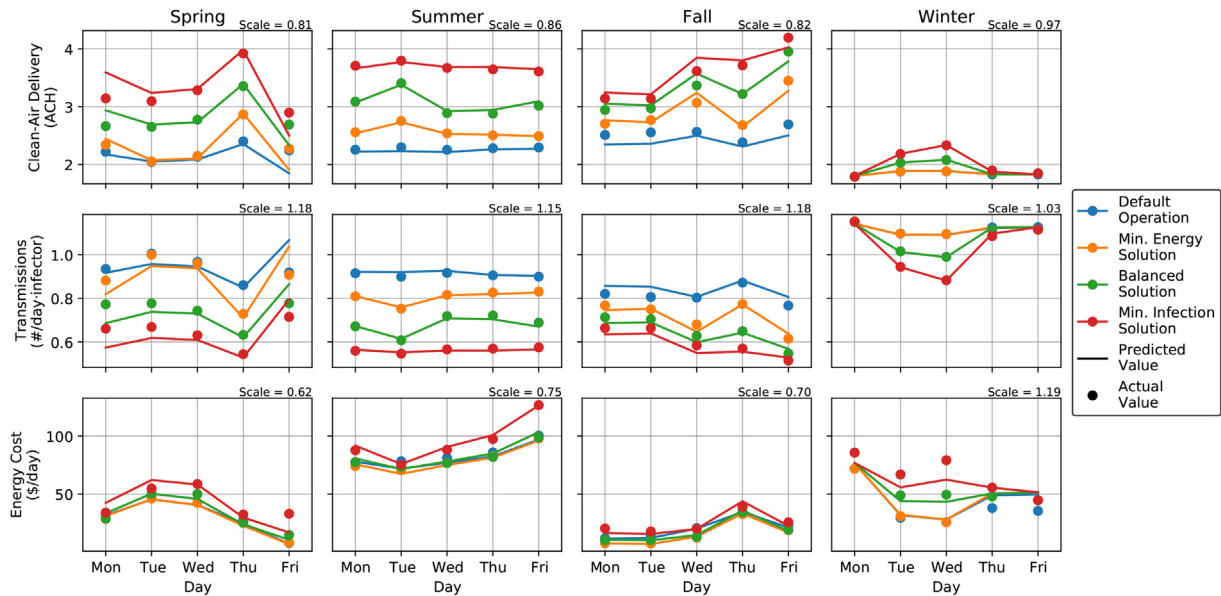 Spring
Summer
Fall
Winter
Scale = 0.81
Scale = 0.86
Scale = 0.82
Scale = 0.97
Clean-Air Delivery
(ACH)
4
3
2
Scale = 1.18
Scale = 1.15
Scale = 1.18
Scale = 1.03
Transmissions
(#/day·infector)
1.0
0.8
0.6
Scale = 0.62
Scale = 0.75
Scale = 0.70
Scale = 1.19
Energy Cost
($/day)
100
50
Mon Tue Wed Thu Fri
Mon Tue Wed Thu Fri
Mon Tue Wed Thu Fri
Mon Tue Wed Thu Fri
Day
Day
Day
Day
Default
Operation
Min. Energy
Solution
Balanced
Solution
Min. Infection
Solution
Predicted
Value
Actual
Value